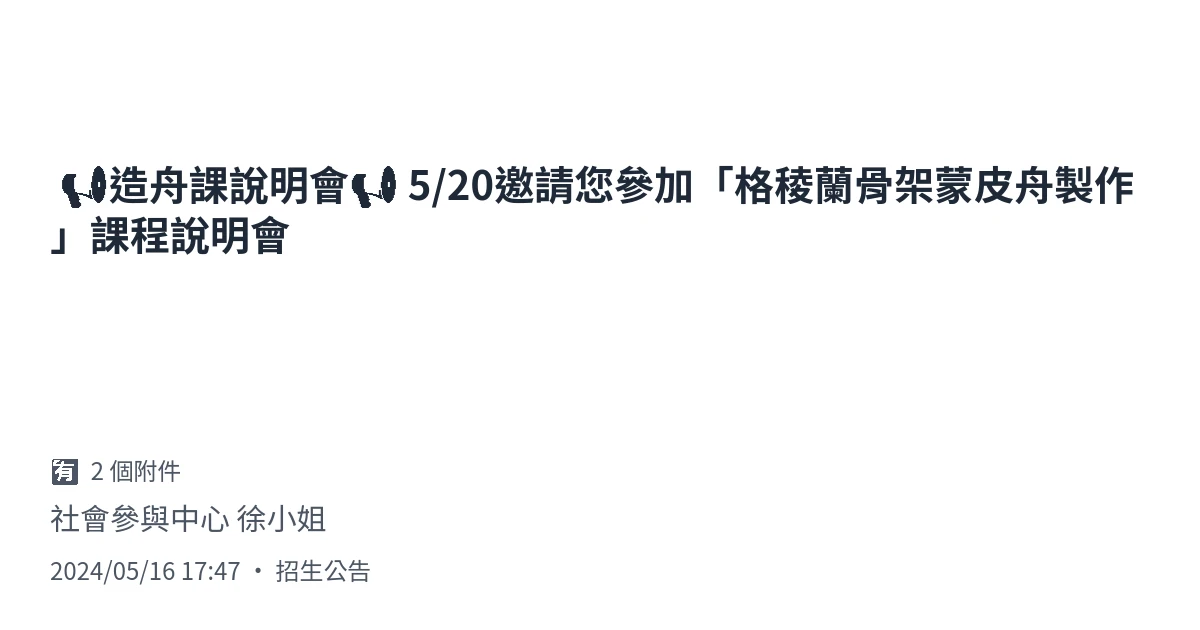 📢造舟課說明會📢 5/20邀請您參加「格稜蘭骨架蒙皮舟製作
」課程說明會
🈶 2 個附件
社會參與中心 徐小姐
2024/05/16 17:47 · 招生公告